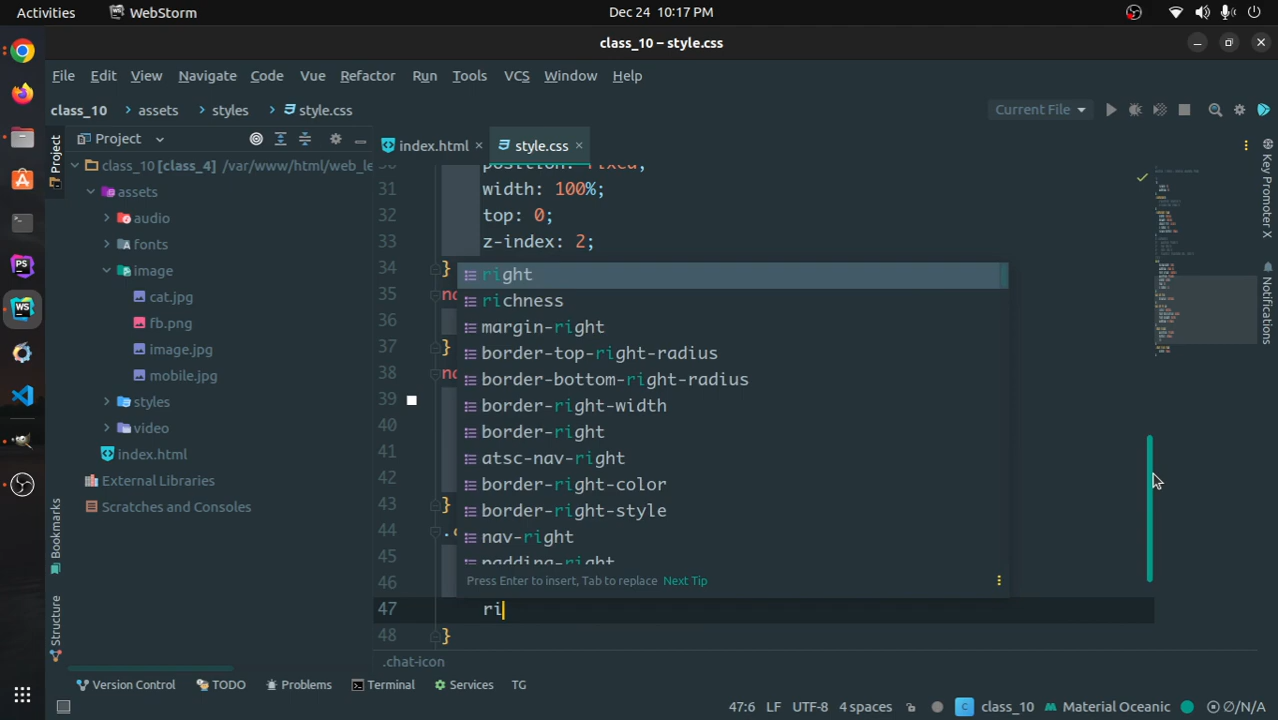 Activities WebStorm Dec 24 10:17 PM
class_10 – style.css
File Edit View Navigate Code Vue Refactor Run Tools VCS Window Help
class_10 assets styles style.css Current File
Project Project index.html style.css Key Promoter X
class_10 [class_4] /var/www/html/web_le
assets
audio
fonts
image
cat.jpg
fb.png
image.jpg
mobile.jpg
styles
video
index.html
External Libraries
Scratches and Consoles
Bookmarks
Structure
Notifications
position: fixed;
31 width: 100%;
32 top: 0;
33 z-index: 2;
34 }
35
36
37 }
38
39
40
41
42
43 }
44
45
46
47 ri
48 }
right
richness
margin-right
border-top-right-radius
border-bottom-right-radius
border-right-width
border-right
atsc-nav-right
border-right-color
border-right-style
nav-right
padding-right
Press Enter to insert, Tab to replace Next Tip
.chat-icon
Version Control TODO Problems Terminal Services TG
47:6 LF UTF-8 4 spaces C class_10 Material Oceanic Ø/N/A